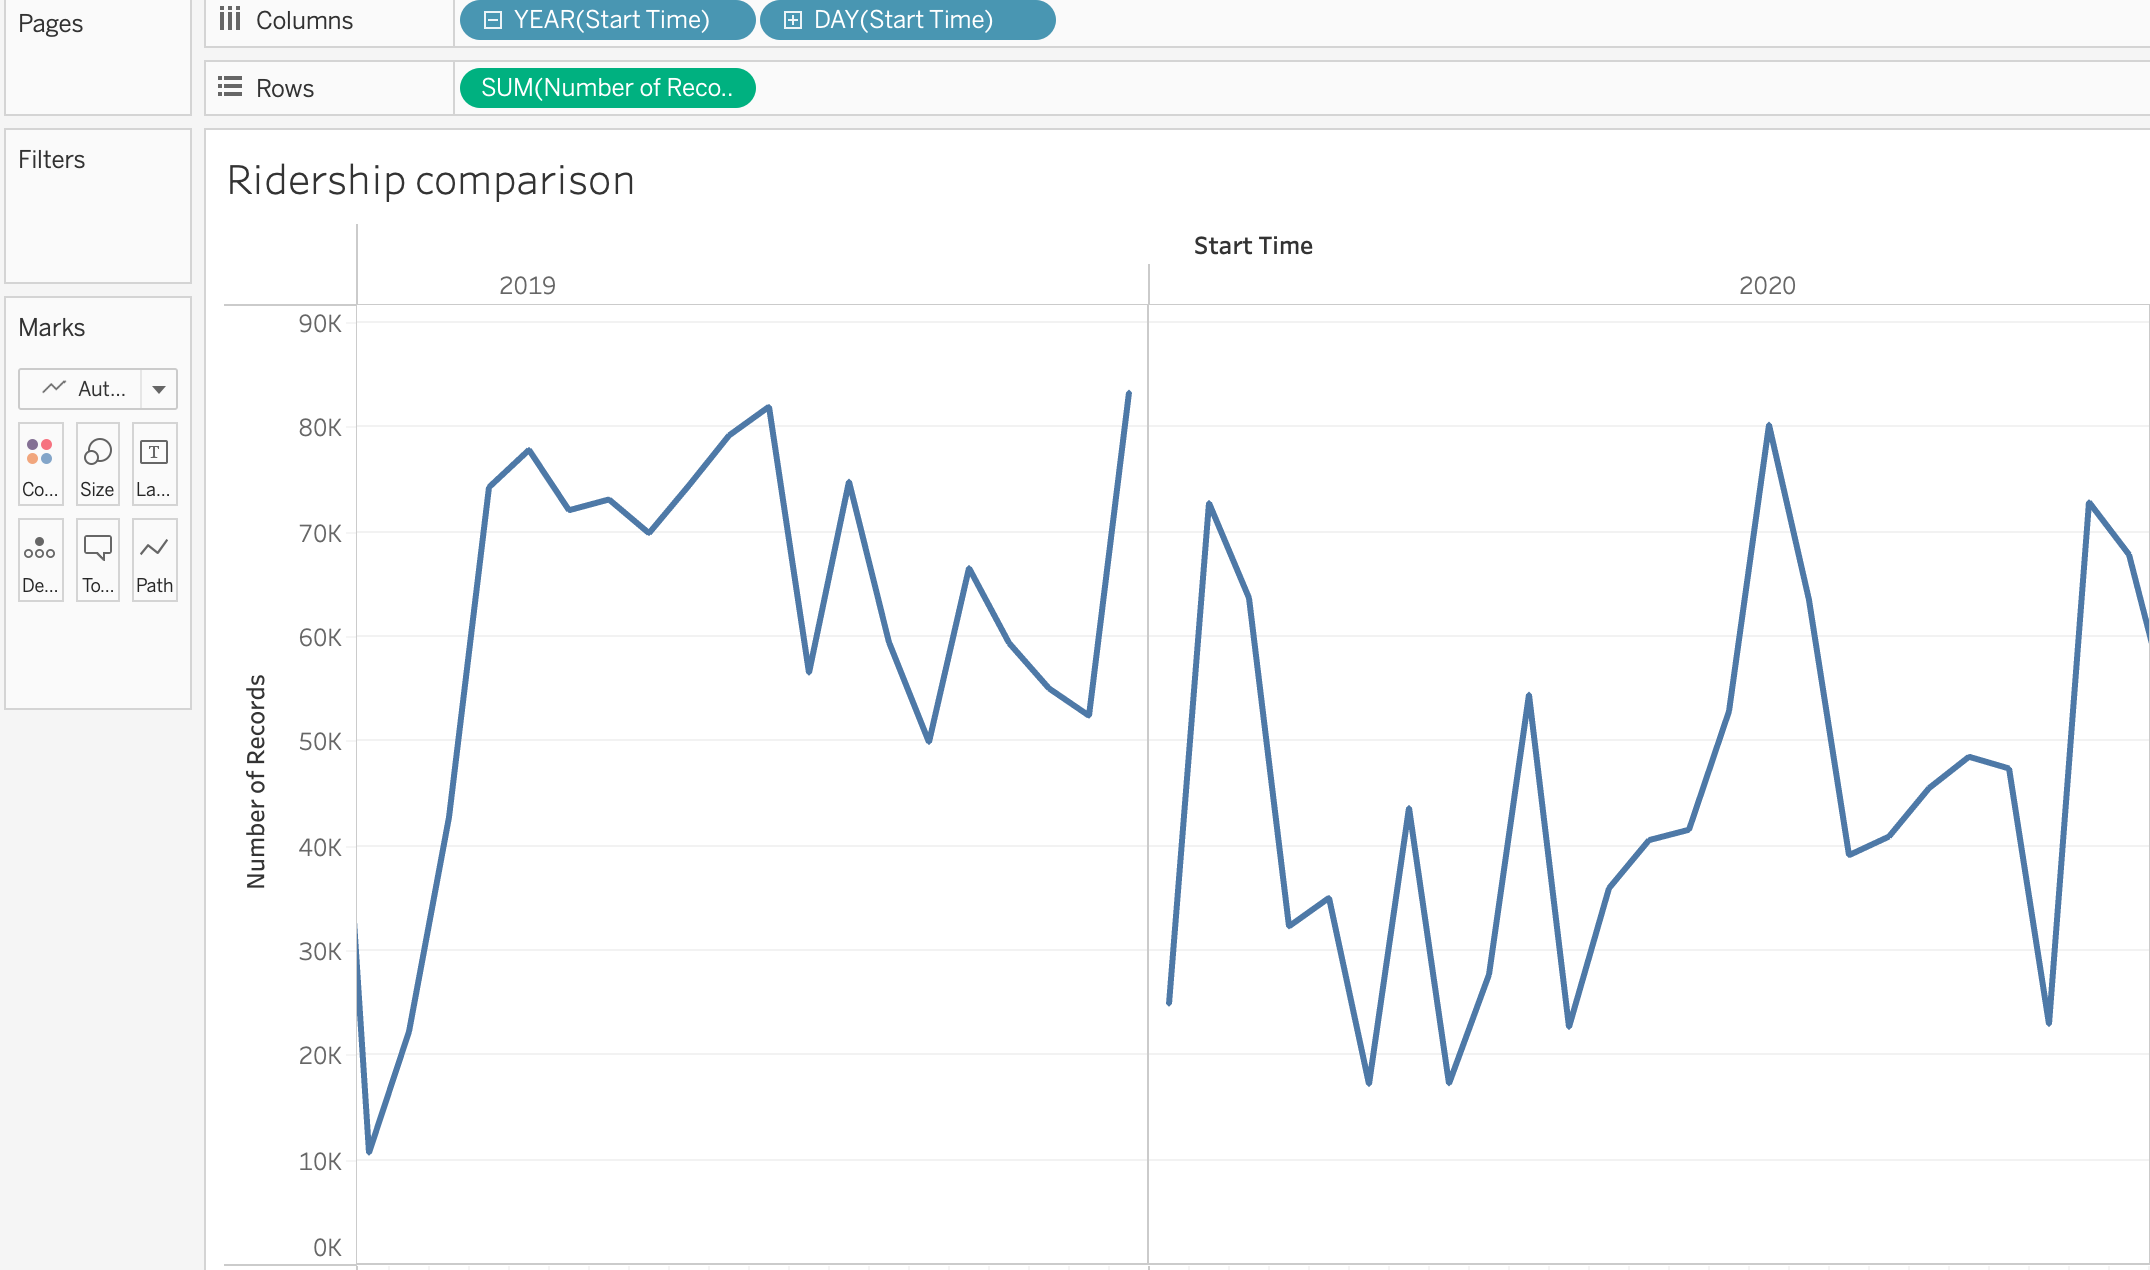 Pages
Columns
YEAR(Start Time)
DAY(Start Time)
Rows
SUM(Number of Reco..
Filters
Marks
Aut...
Co...
Size
T
La...
De...
To...
Path
Ridership comparison
Start Time
2019
2020
Number of Records
90K
80K
70K
60K
50K
40K
30K
20K
10K
0K